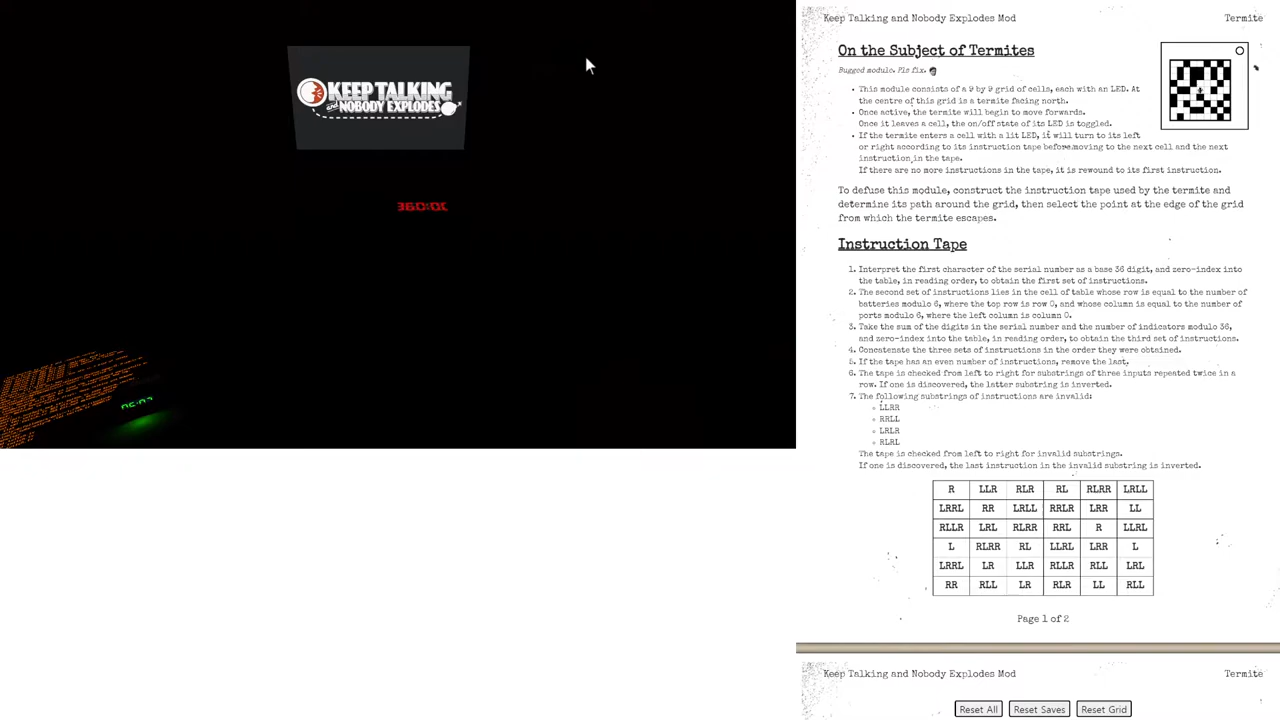 KEEP TALKING
and NOBODY EXPLODES
Keep Talking and Nobody Explodes Mod
Termite
On the Subject of Termites
Bugged module. Pls fix.
• This module consists of a 9 by 9 grid of cells, each with an LED. At
the centre of this grid is a termite facing north.
• Once active, the termite will begin to move forwards.
Once it leaves a cell, the on/off state of its LED is toggled.
• If the termite enters a cell with a lit LED, it will turn to its left
or right according to its instruction tape before moving to the next cell and the next
instruction in the tape.
If there are no more instructions in the tape, it is rewound to its first instruction.
To defuse this module, construct the instruction tape used by the termite and
determine its path around the grid, then select the point at the edge of the grid
from which the termite escapes.
Instruction Tape
1. Interpret the first character of the serial number as a base 36 digit, and zero-index into
the table, in reading order, to obtain the first set of instructions.
2. The second set of instructions lies in the cell of table whose row is equal to the number of
batteries modulo 6, where the top row is row 0, and whose column is equal to the number of
ports modulo 6, where the left column is column 0.
3. Take the sum of the digits in the serial number and the number of indicators modulo 36,
and zero-index into the table, in reading order, to obtain the third set of instructions.
4. Concatenate the three sets of instructions in the order they were obtained.
5. If the tape has an even number of instructions, remove the last.
6. The tape is checked from left to right for substrings of three inputs repeated twice in a
row. If one is discovered, the latter substring is inverted.
7. The following substrings of instructions are invalid:
◦ LLRR
◦ RRLL
◦ LRLR
◦ RLRL
The tape is checked from left to right for invalid substrings.
If one is discovered, the last instruction in the invalid substring is inverted.
R LLR RLR RL RLRR LRLL
LRRL RR LRLL RRLR LRR LL
RLLR LRL RLRR RRL R LLRL
L RLRR RL LLRL LRR L
LRRL LR LLR RLLR RLL LRL
RR RLL LR RLR LL RLL
Page 1 of 2
Keep Talking and Nobody Explodes Mod
Termite
Reset All
Reset Saves
Reset Grid